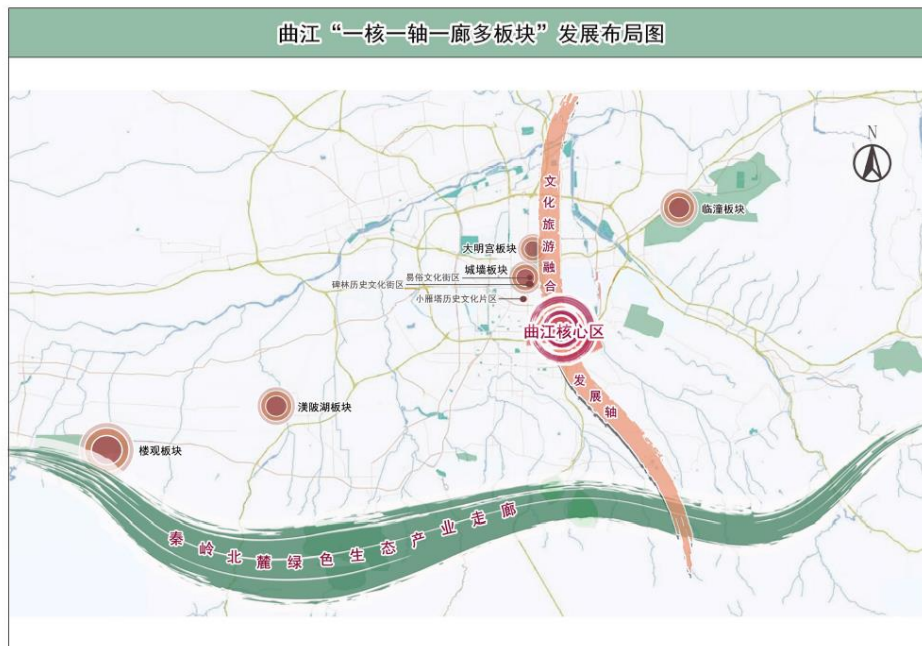 曲江“一核一轴一廊多板块”发展布局图
N
文化旅游融合
临潼板块
大明宫板块
城墙板块
易俗文化街区
碑林历史文化街区
小雁塔历史文化片区
曲江核心区
发展轴
渼陂湖板块
楼观板块
秦岭北麓绿色生态产业走廊